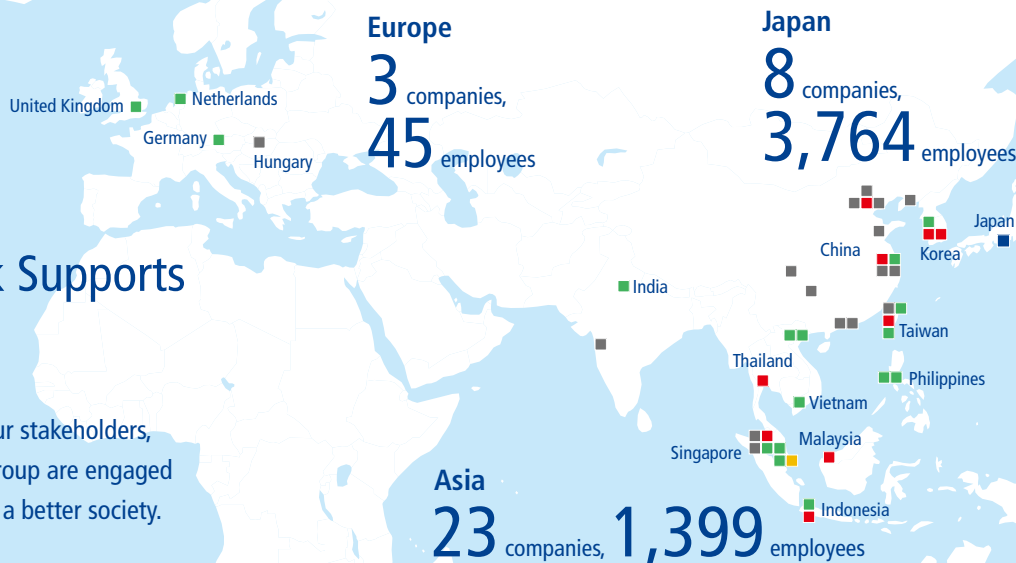 Europe
3 companies,
45 employees
Japan
8 companies,
3,764 employees
United Kingdom
Netherlands
Germany
Hungary
Japan
China
Korea
Supports
India
Taiwan
Thailand
Philippines
Vietnam
Malaysia
Singapore
stakeholders,
are engaged
a better society.
Indonesia
Asia
23 companies, 1,399 employees